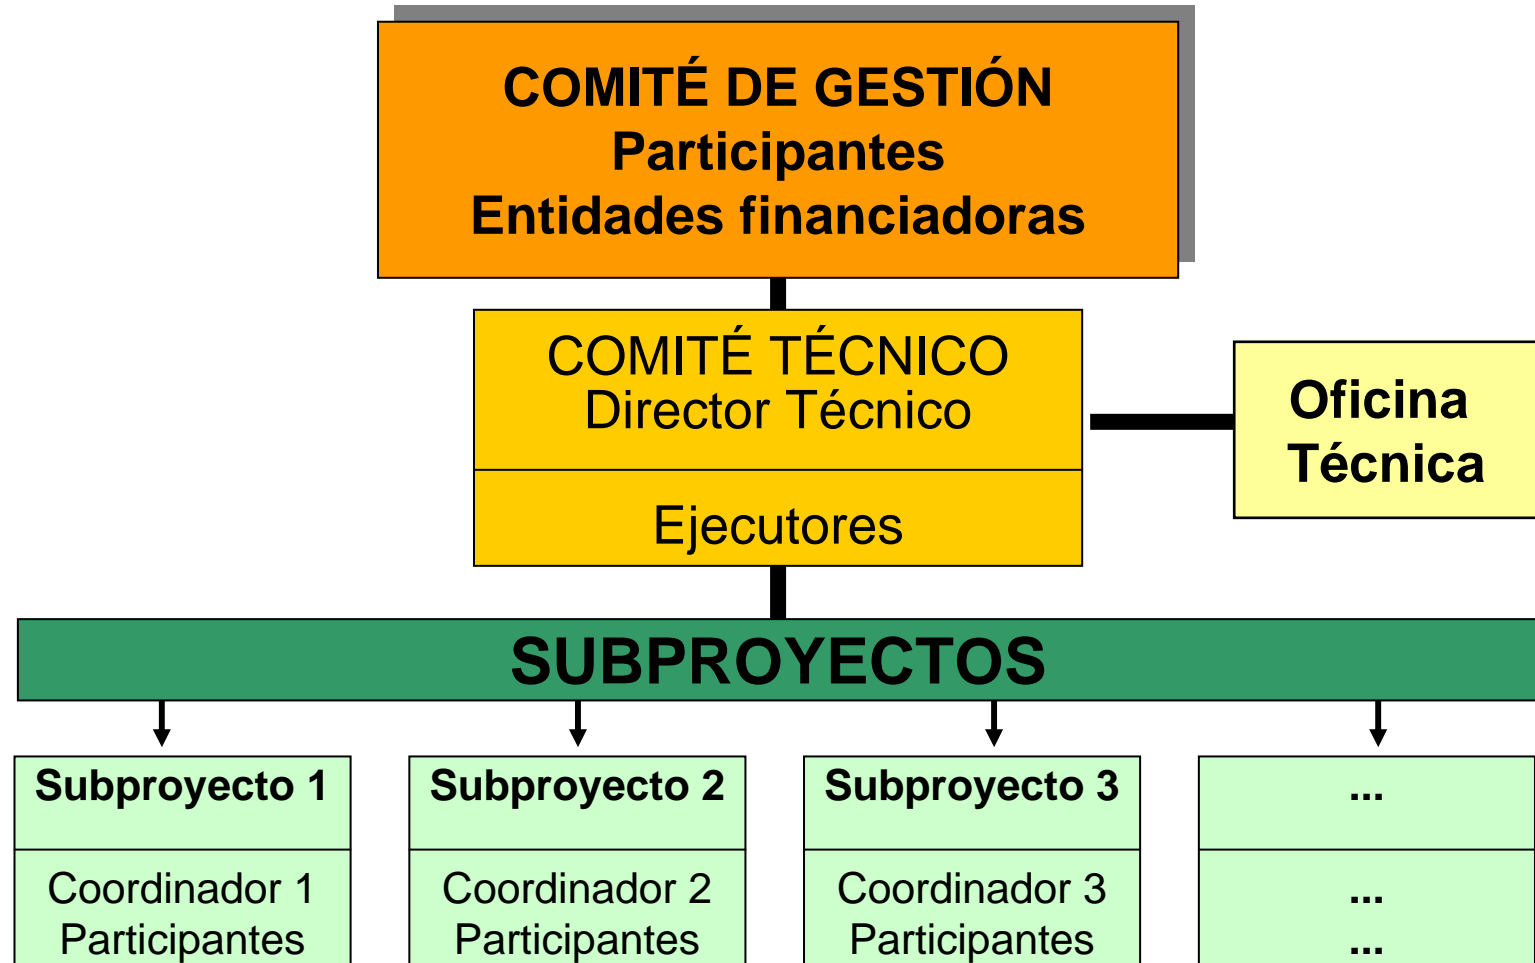 COMITÉ DE GESTIÓN
Participantes
Entidades financiadoras
COMITÉ TÉCNICO
Director Técnico
Ejecutores
Oficina
Técnica
SUBPROYECTOS
Subproyecto 1
Coordinador 1
Participantes
Subproyecto 2
Coordinador 2
Participantes
Subproyecto 3
Coordinador 3
Participantes
...
...
...